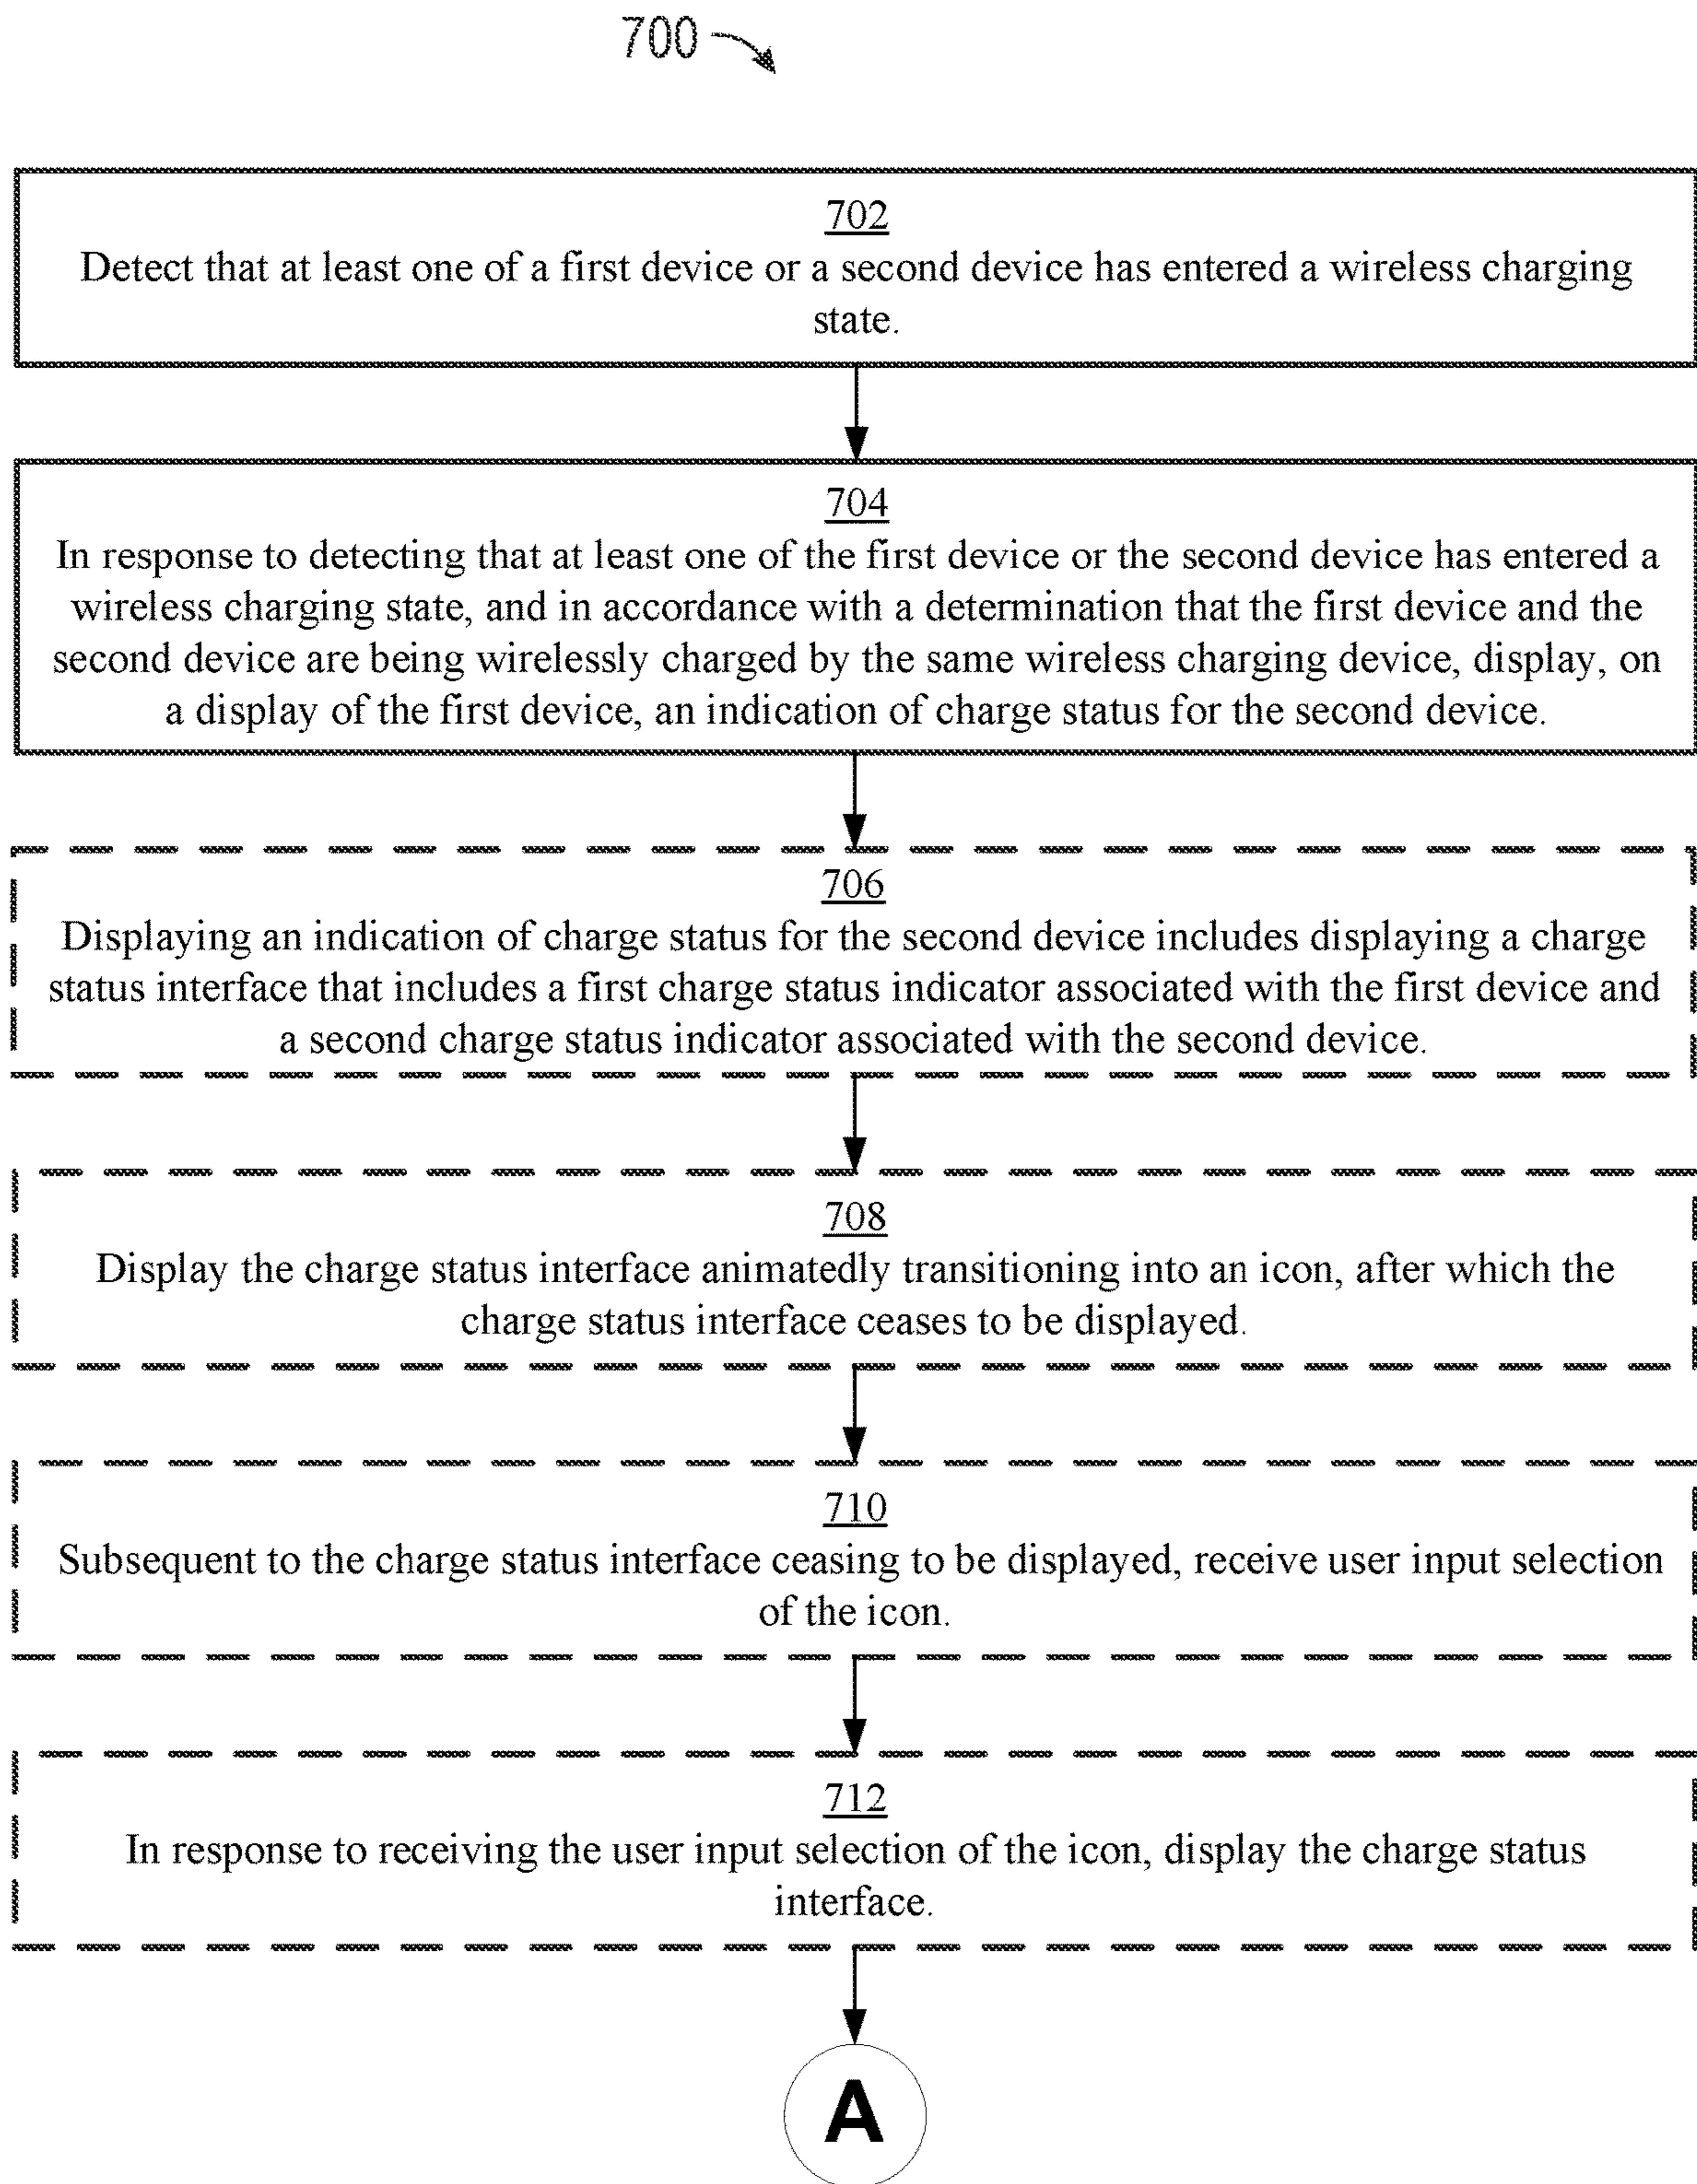 700
702
Detect that at least one of a first device or a second device has entered a wireless charging
state.
704
In response to detecting that at least one of the first device or the second device has entered a
wireless charging state, and in accordance with a determination that the first device and the
second device are being wirelessly charged by the same wireless charging device, display, on
a display of the first device, an indication of charge status for the second device.
706
Displaying an indication of charge status for the second device includes displaying a charge
status interface that includes a first charge status indicator associated with the first device and
a second charge status indicator associated with the second device.
708
Display the charge status interface animatedly transitioning into an icon, after which the
charge status interface ceases to be displayed.
710
Subsequent to the charge status interface ceasing to be displayed, receive user input selection
of the icon.
712
In response to receiving the user input selection of the icon, display the charge status
interface.
A